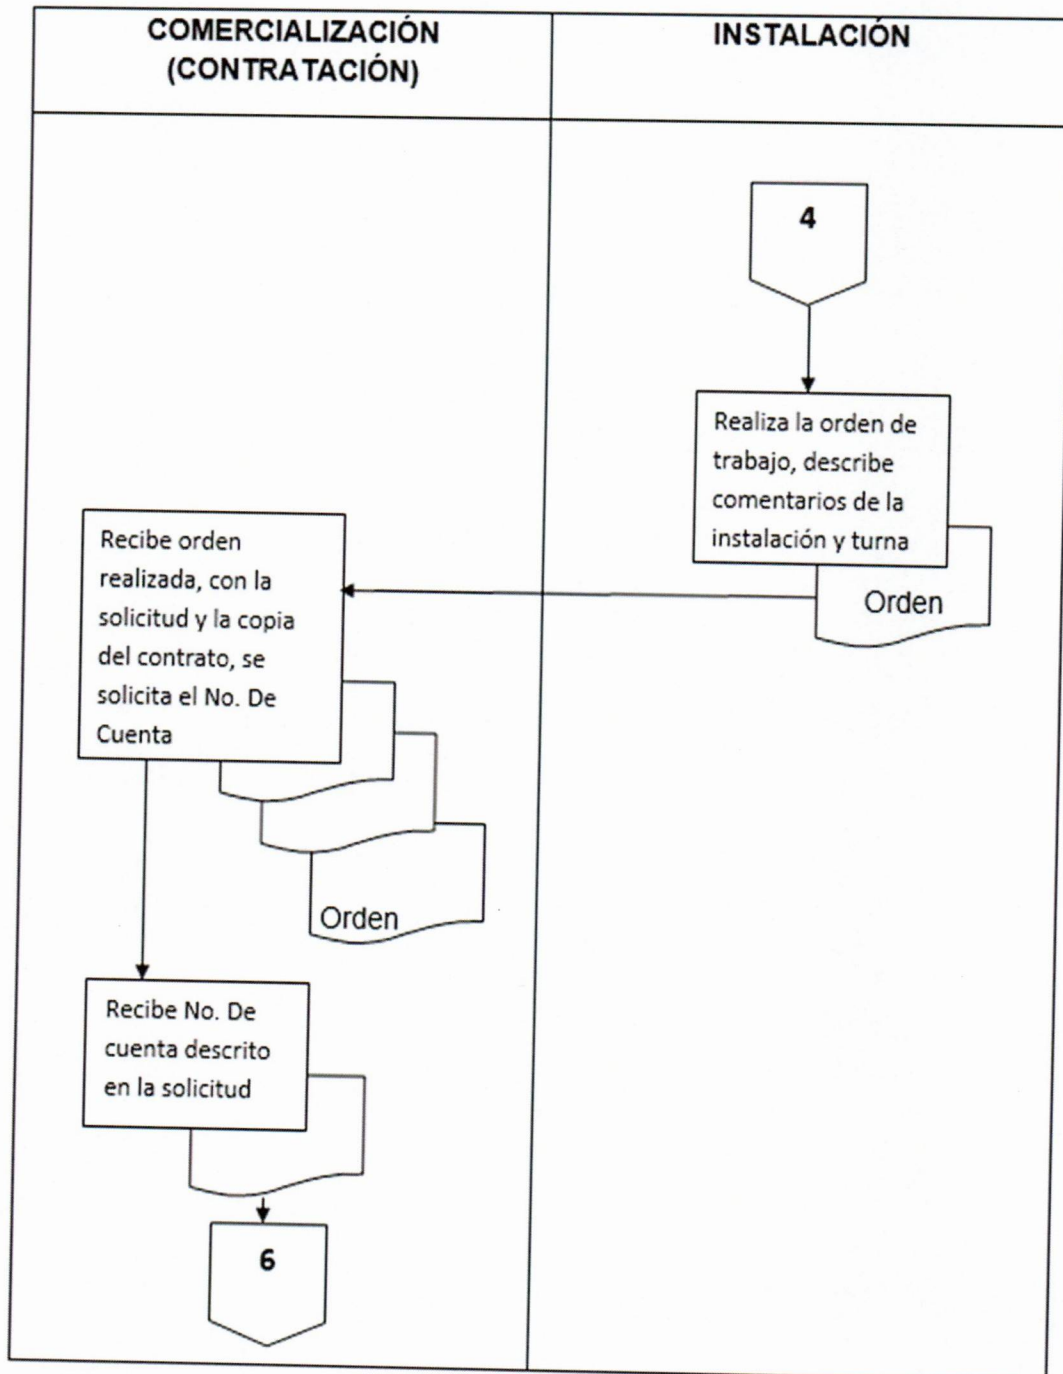 COMERCIALIZACIÓN
(CONTRATACIÓN)
INSTALACIÓN
4
Realiza la orden de
trabajo, describe
comentarios de la
instalación y turna
Orden
Recibe orden
realizada, con la
solicitud y la copia
del contrato, se
solicita el No. De
Cuenta
Orden
Recibe No. De
cuenta descrito
en la solicitud
6